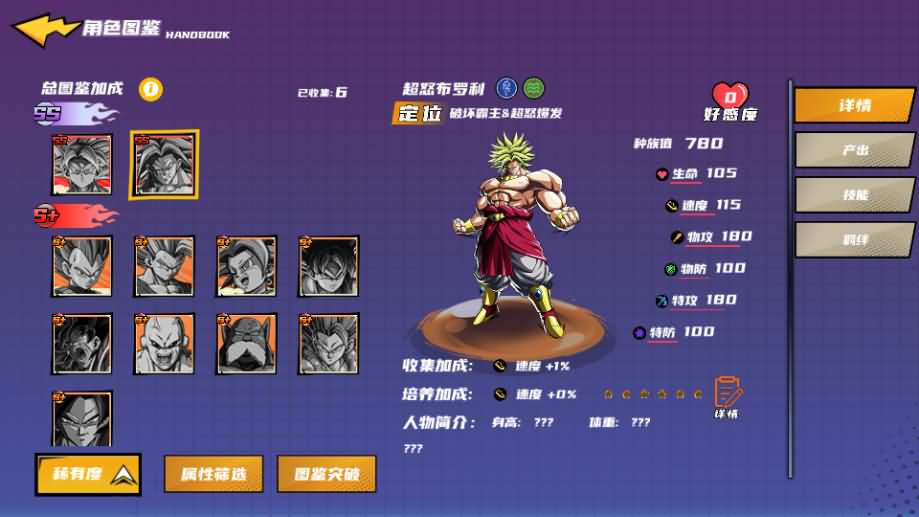 角色图鉴 HANDBOOK
总图鉴加成
已收集:6
SS
SS
SS
S+
S+
S+
S+
S+
S+
S+
S+
S+
S+
稀有度
属性筛选
图鉴突破
超怒布罗利
定位 破坏霸主&超怒爆发
0
好感度
种族值 780
生命 105
速度 115
物攻 180
物防 100
特攻 180
特防 100
收集加成: 速度 +1%
培养加成: 速度 +0%
详情
人物简介: 身高: ??? 体重: ???
???
详情
产出
技能
羁绊